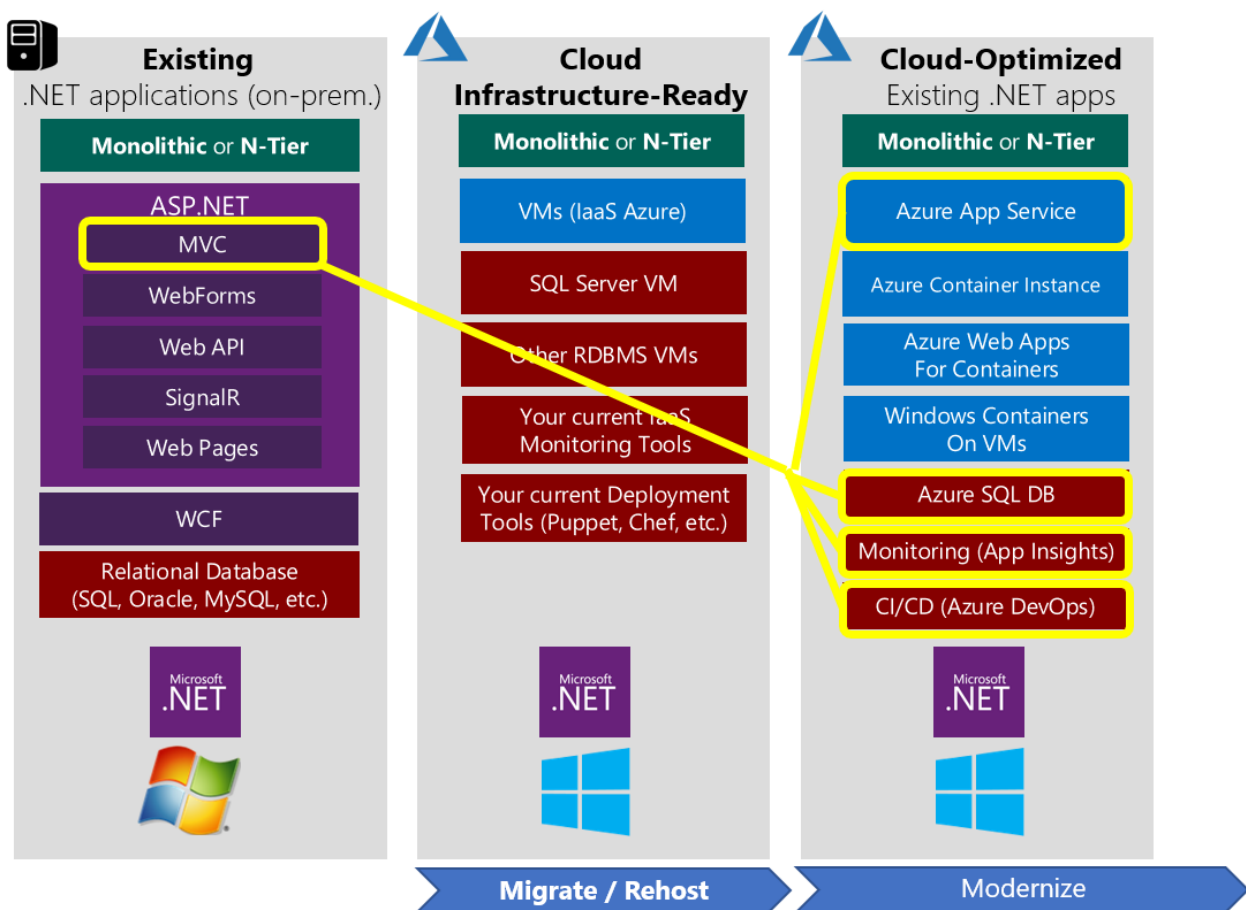 Existing
.NET applications (on-prem.)
Monolithic or N-Tier
ASP.NET
MVC
WebForms
Web API
SignalR
Web Pages
WCF
Relational Database
(SQL, Oracle, MySQL, etc.)
Microsoft
.NET
Cloud
Infrastructure-Ready
Monolithic or N-Tier
VMs (IaaS Azure)
SQL Server VM
Other RDBMS VMs
Your current IaaS
Monitoring Tools
Your current Deployment
Tools (Puppet, Chef, etc.)
Microsoft
.NET
Cloud-Optimized
Existing .NET apps
Monolithic or N-Tier
Azure App Service
Azure Container Instance
Azure Web Apps
For Containers
Windows Containers
On VMs
Azure SQL DB
Monitoring (App Insights)
CI/CD (Azure DevOps)
Microsoft
.NET
Migrate / Rehost
Modernize